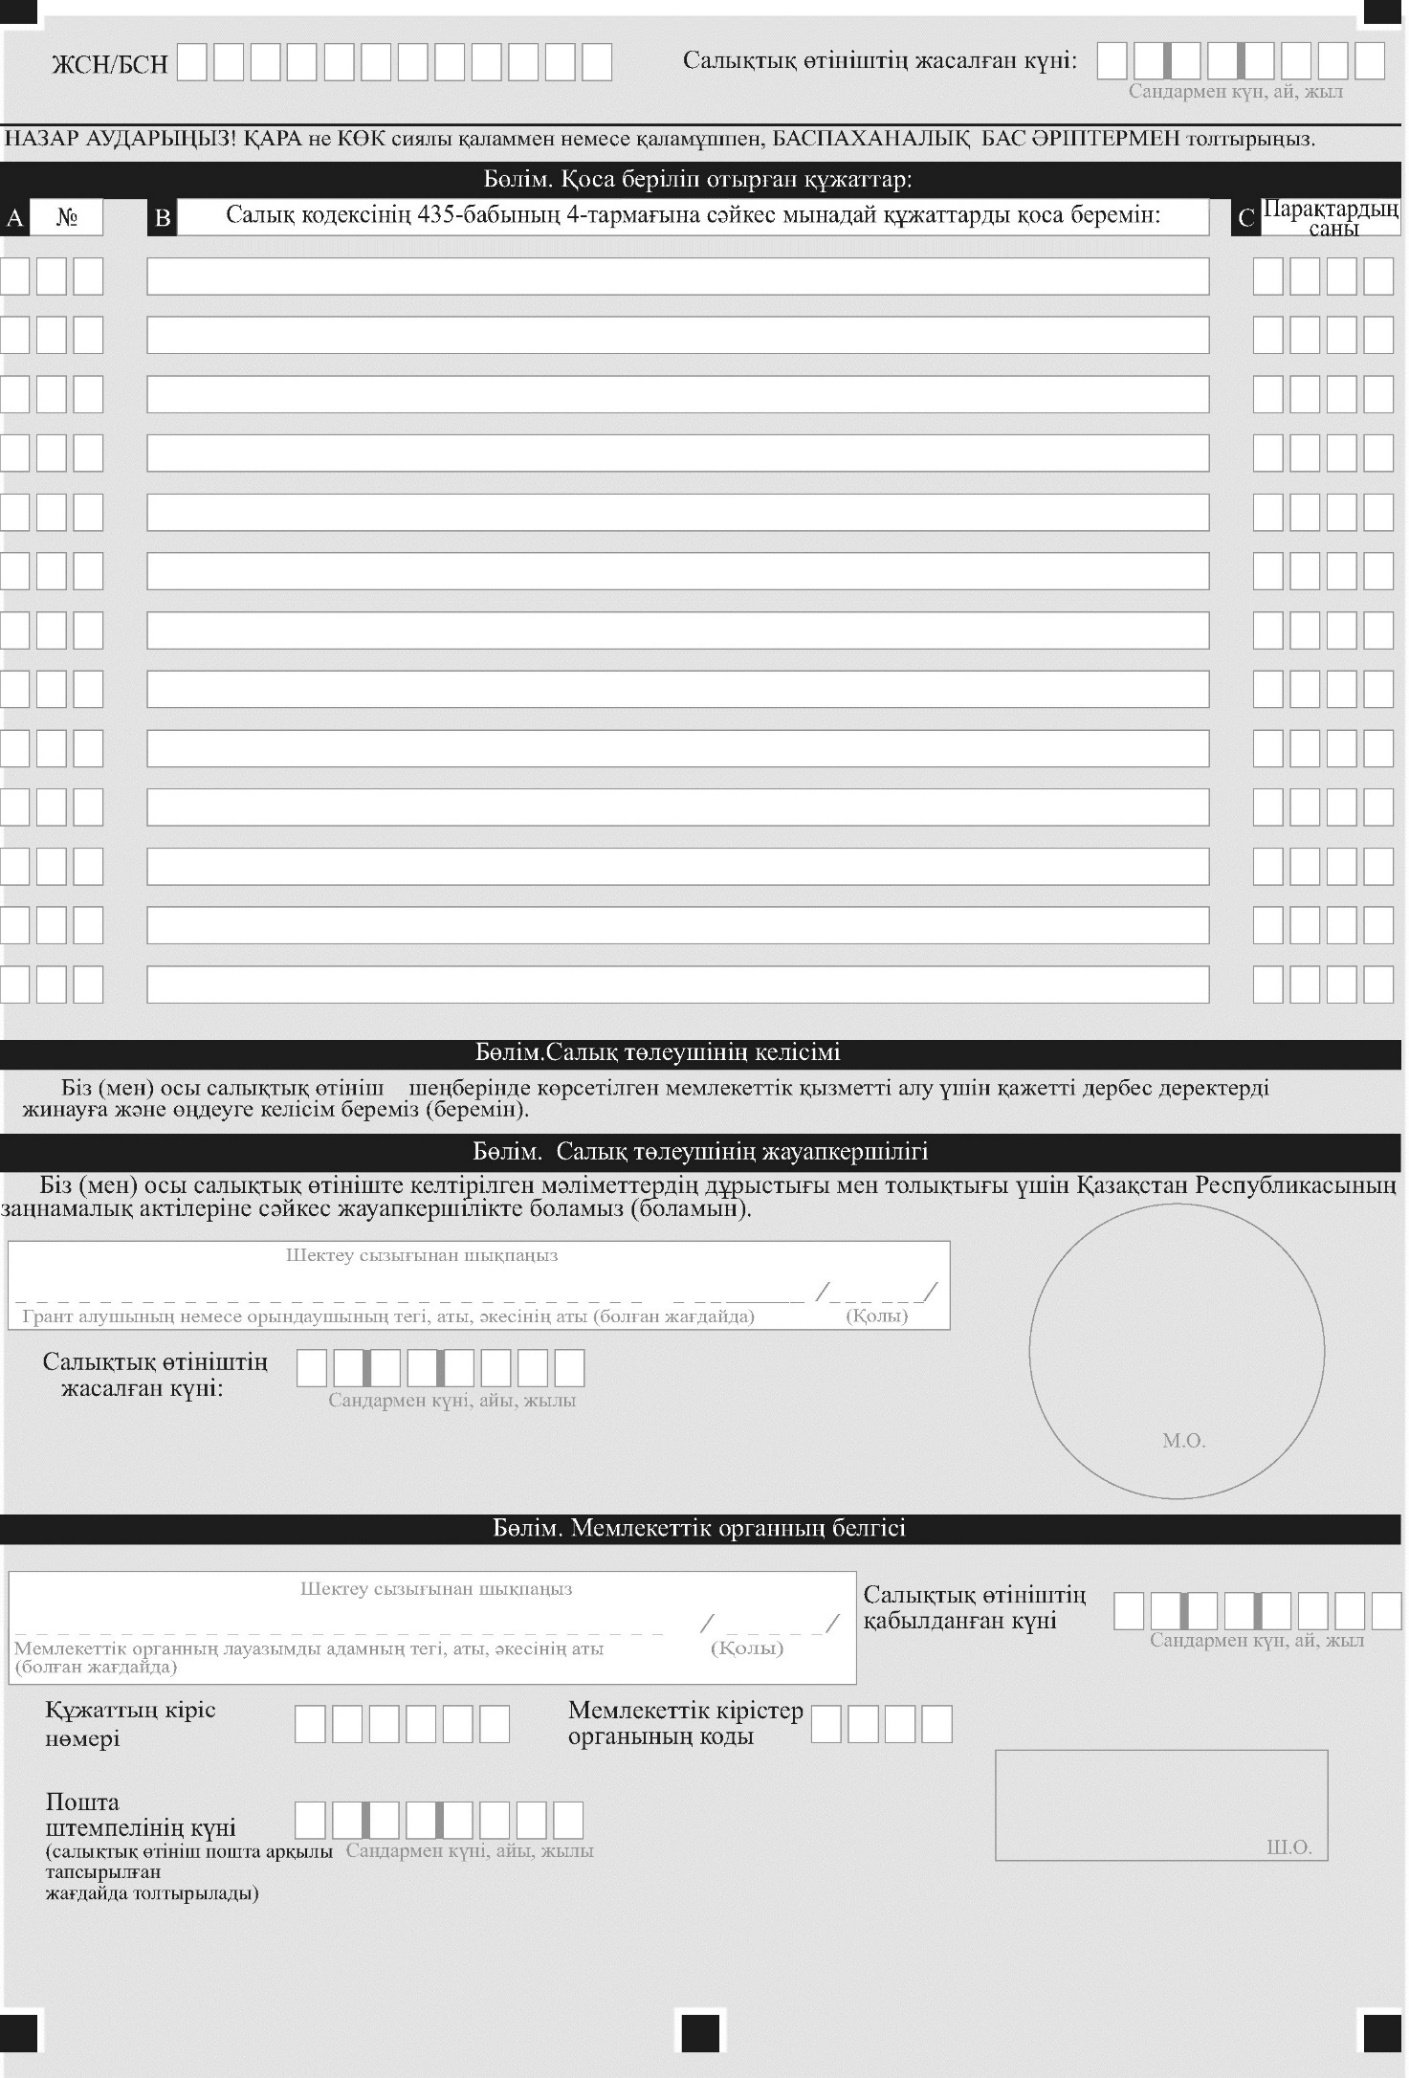 ЖСН/БСН
Салықтық өтініштің жасалған күні:
Сандармен күн, ай, жыл
НАЗАР АУДАРЫҢЫЗ! ҚАРА не КӨК сиялы қаламмен немесе қаламұшпен, БАСПАХАНАЛЫҚ БАС ӘРІПТЕРМЕН толтырыңыз.
Бөлім. Қоса беріліп отырған құжаттар:
A № B Салық кодексінің 435-бабының 4-тармағына сәйкес мынадай құжаттарды қоса беремін: C Парақтардың
саны
Бөлім.Салық төлеушінің келісімі
Біз (мен) осы салықтық өтініш шеңберінде көрсетілген мемлекеттік қызметті алу үшін қажетті дербес деректерді
жинауға және өңдеуге келісім береміз (беремін).
Бөлім. Салық төлеушінің жауапкершілігі
Біз (мен) осы салықтық өтініште келтірілген мәліметтердің дұрыстығы мен толықтығы үшін Қазақстан Республикасының
заңнамалық актілеріне сәйкес жауапкершілікте боламыз (боламын).
Шектеу сызығынан шықпаңыз
Грант алушының немесе орындаушының тегі, аты, әкесінің аты (болған жағдайда) (Қолы)
Салықтық өтініштің
жасалған күні:
Сандармен күні, айы, жылы
М.О.
Бөлім. Мемлекеттік органның белгісі
Шектеу сызығынан шықпаңыз
Мемлекеттік органның лауазымды адамның тегі, аты, әкесінің аты (Қолы)
(болған жағдайда)
Салықтық өтініштің
қабылданған күні
Сандармен күн, ай, жыл
Құжаттың кіріс
нөмері
Мемлекеттік кірістер
органының коды
Пошта
штемпелінің күні
(салықтық өтініш пошта арқылы
тапсырылған
жағдайда толтырылады)
Сандармен күні, айы, жылы
Ш.О.